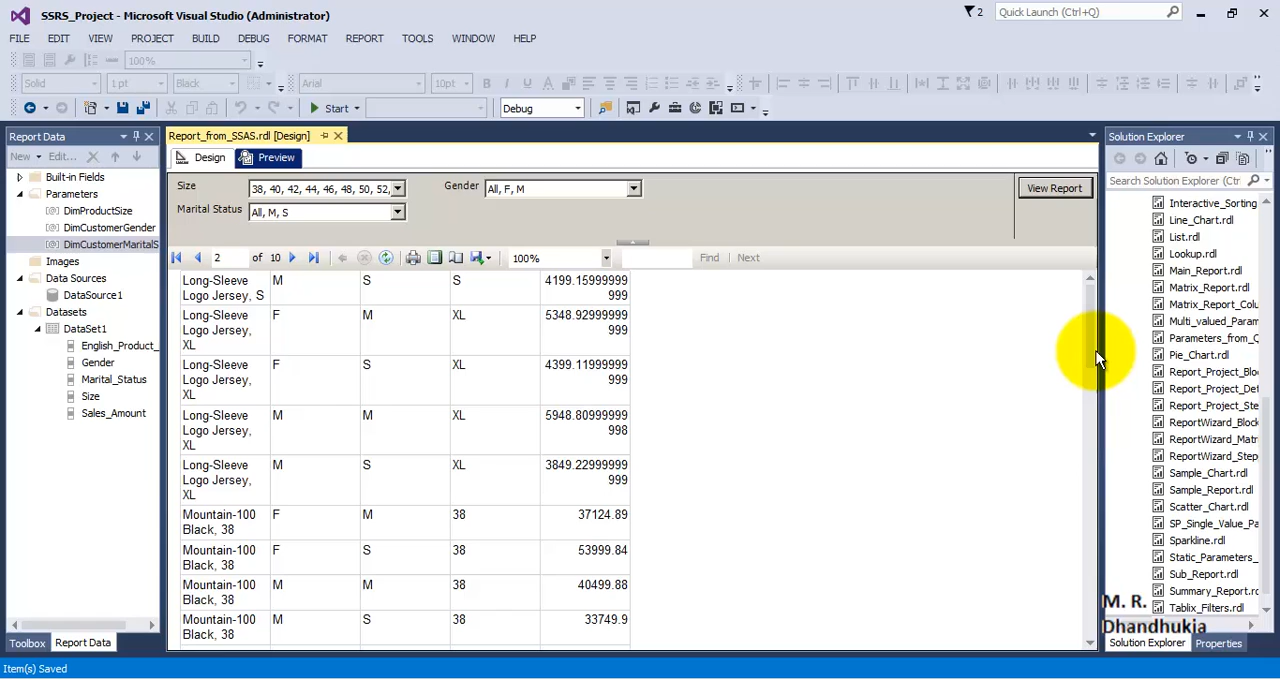 SSRS_Project - Microsoft Visual Studio (Administrator)
2
Quick Launch (Ctrl+Q)
FILE EDIT VIEW PROJECT BUILD DEBUG FORMAT REPORT TOOLS WINDOW HELP
100%
Solid 1 pt Black Arial 10pt B I U A
Start Debug
Report Data
Report_from_SSAS.rdl [Design]
Solution Explorer
New Edit...
Design Preview
Built-in Fields
Parameters
DimProductSize
DimCustomerGender
DimCustomerMaritalS
Images
Data Sources
DataSource1
Datasets
DataSet1
English_Product_
Gender
Marital_Status
Size
Sales_Amount
Toolbox Report Data
Size 38, 40, 42, 44, 46, 48, 50, 52, Gender All, F, M View Report
Marital Status All, M, S
2 of 10 100% Find Next
Long-Sleeve M S S 4199.15999999
Logo Jersey, S 999
Long-Sleeve F M XL 5348.92999999
Logo Jersey, 999
XL
Long-Sleeve F S XL 4399.11999999
Logo Jersey, 999
XL
Long-Sleeve M M XL 5948.80999999
Logo Jersey, 998
XL
Long-Sleeve M S XL 3849.22999999
Logo Jersey, 999
XL
Mountain-100 F M 38 37124.89
Black, 38
Mountain-100 F S 38 53999.84
Black, 38
Mountain-100 M M 38 40499.88
Black, 38
Mountain-100 M S 38 33749.9
Black, 38
Search Solution Explorer (Ctrl
Interactive_Sorting
Line_Chart.rdl
List.rdl
Lookup.rdl
Main_Report.rdl
Matrix_Report.rdl
Matrix_Report_Colu
Multi_valued_Param
Parameters_from_Q
Pie_Chart.rdl
Report_Project_Blo
Report_Project_Def
Report_Project_Ste
ReportWizard_Block
ReportWizard_Matr
ReportWizard_Step
Sample_Chart.rdl
Sample_Report.rdl
Scatter_Chart.rdl
SP_Single_Value_Pa
Sparkline.rdl
Static_Parameters_
Sub_Report.rdl
Summary_Report.rd
Tablix_Filters.rdl
M. R.
Dhandhukia
Solution Explorer Properties
Item(s) Saved